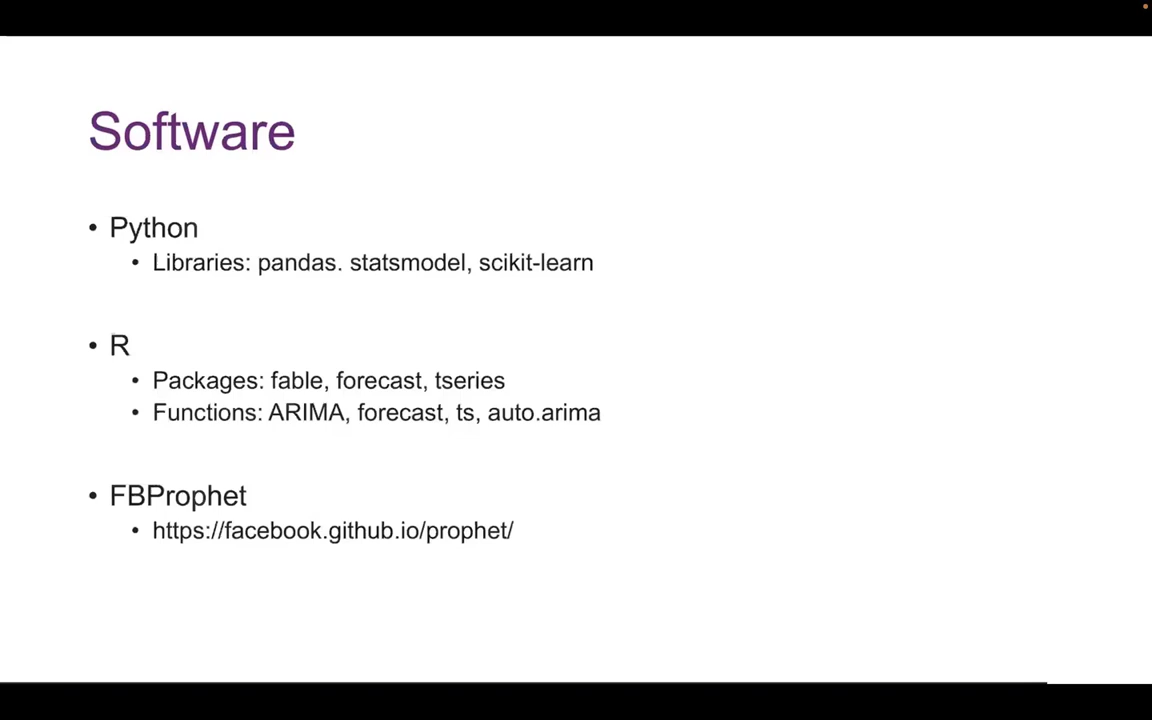 Software
• Python
• Libraries: pandas. statsmodel, scikit-learn
• R
• Packages: fable, forecast, tseries
• Functions: ARIMA, forecast, ts, auto.arima
• FBProphet
• https://facebook.github.io/prophet/